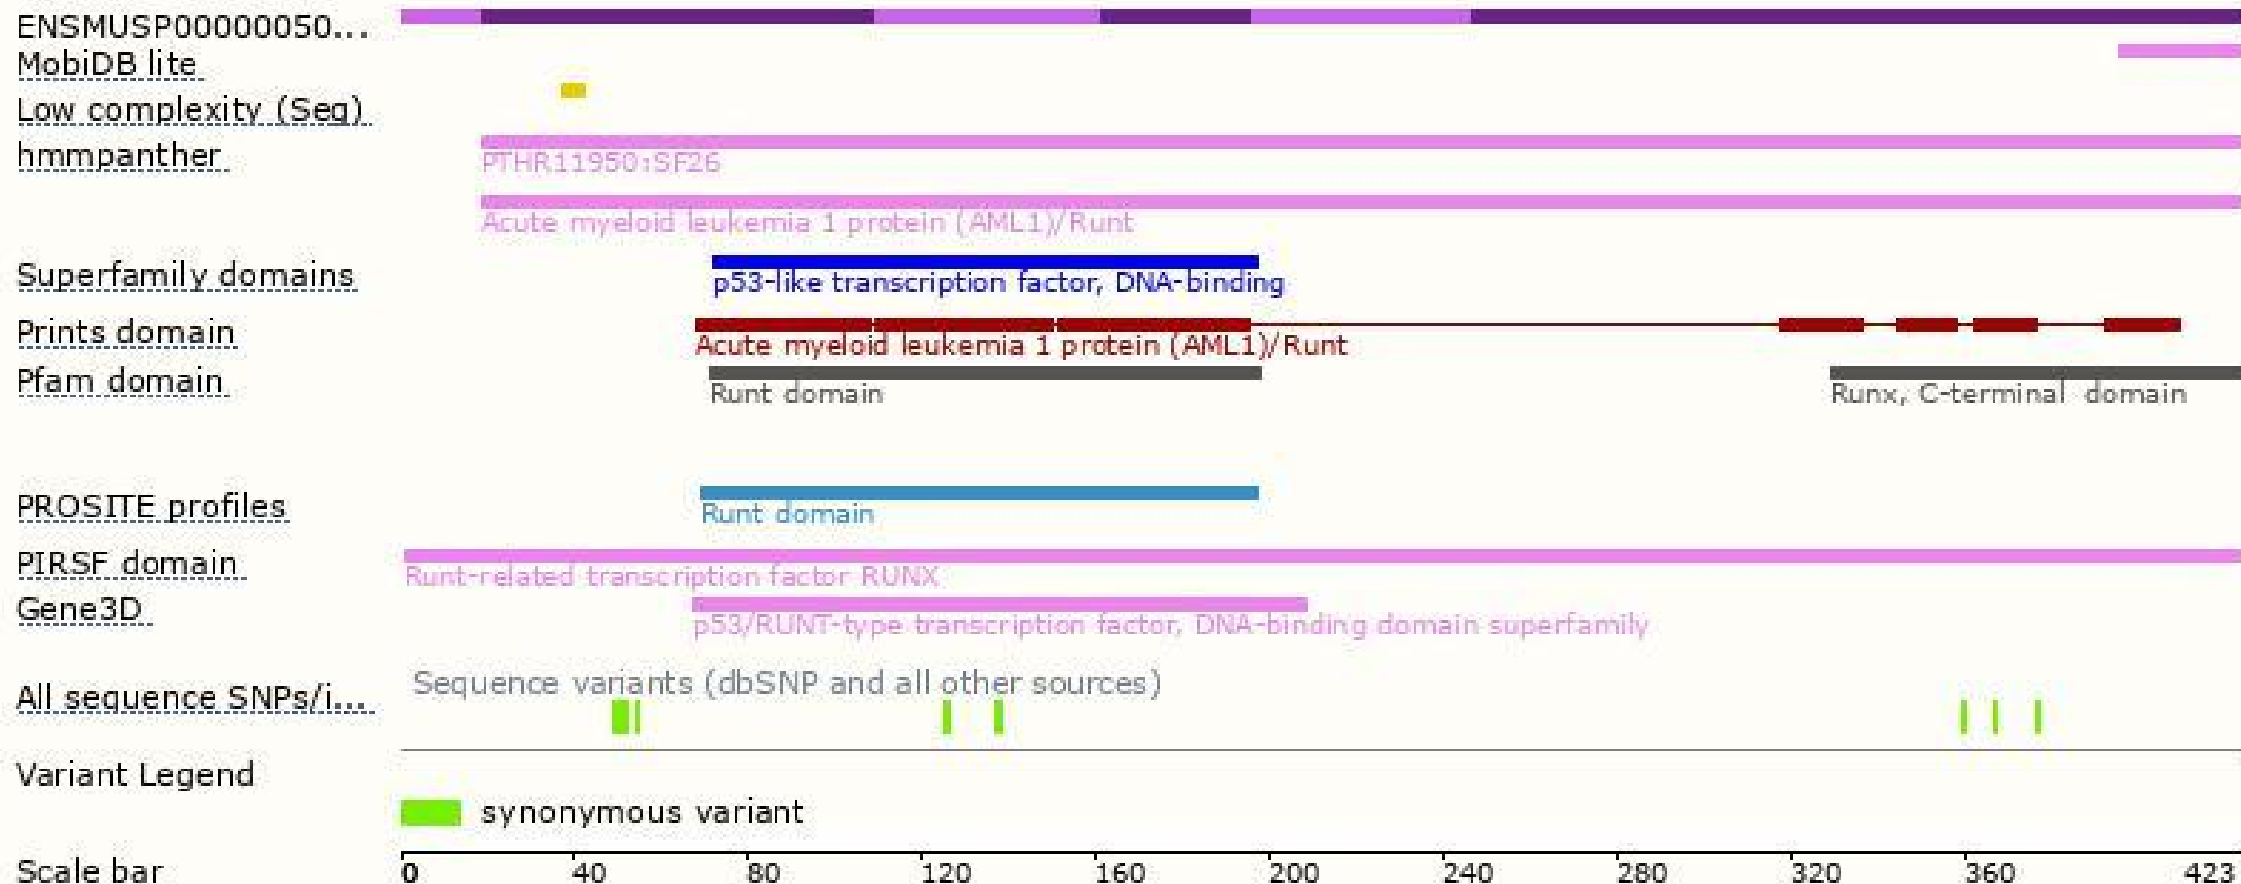 ENSMUSP00000050...
MobiDB lite
Low complexity (Seg)
hmmpanther
PTHR11950:SF26
Acute myeloid leukemia 1 protein (AML1)/Runt
Superfamily domains
p53-like transcription factor, DNA-binding
Prints domain
Acute myeloid leukemia 1 protein (AML1)/Runt
Pfam domain
Runt domain Runx, C-terminal domain
PROSITE profiles
Runt domain
PIRSF domain
Runt-related transcription factor RUNX
Gene3D
p53/RUNT-type transcription factor, DNA-binding domain superfamily
Sequence variants (dbSNP and all other sources)
All sequence SNPs/i...
Variant Legend
synonymous variant
Scale bar 0 40 80 120 160 200 240 280 320 360 423